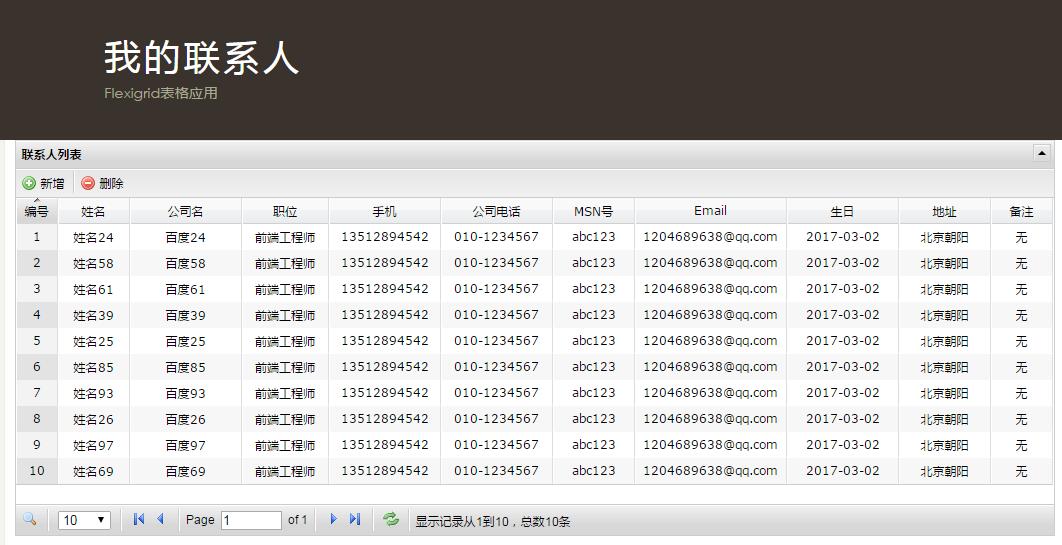 我的联系人
Flexigrid表格应用
联系人列表
新增 删除
编号 姓名 公司名 职位 手机 公司电话 MSN号 Email 生日 地址 备注
1 姓名24 百度24 前端工程师 13512894542 010-1234567 abc123 1204689638@qq.com 2017-03-02 北京朝阳 无
2 姓名58 百度58 前端工程师 13512894542 010-1234567 abc123 1204689638@qq.com 2017-03-02 北京朝阳 无
3 姓名61 百度61 前端工程师 13512894542 010-1234567 abc123 1204689638@qq.com 2017-03-02 北京朝阳 无
4 姓名39 百度39 前端工程师 13512894542 010-1234567 abc123 1204689638@qq.com 2017-03-02 北京朝阳 无
5 姓名25 百度25 前端工程师 13512894542 010-1234567 abc123 1204689638@qq.com 2017-03-02 北京朝阳 无
6 姓名85 百度85 前端工程师 13512894542 010-1234567 abc123 1204689638@qq.com 2017-03-02 北京朝阳 无
7 姓名93 百度93 前端工程师 13512894542 010-1234567 abc123 1204689638@qq.com 2017-03-02 北京朝阳 无
8 姓名26 百度26 前端工程师 13512894542 010-1234567 abc123 1204689638@qq.com 2017-03-02 北京朝阳 无
9 姓名97 百度97 前端工程师 13512894542 010-1234567 abc123 1204689638@qq.com 2017-03-02 北京朝阳 无
10 姓名69 百度69 前端工程师 13512894542 010-1234567 abc123 1204689638@qq.com 2017-03-02 北京朝阳 无
10 Page 1 of 1 显示记录从1到10，总数10条